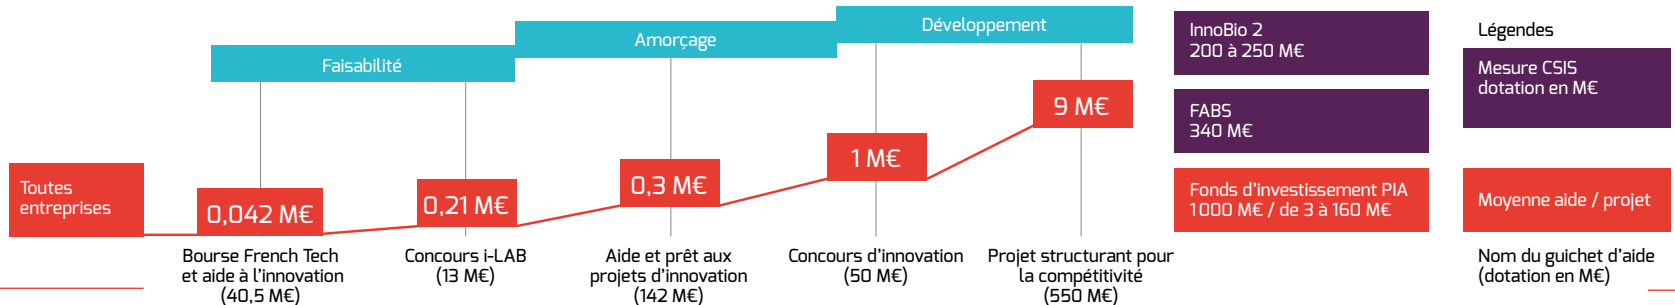 Faisabilité
Amorçage
Développement
Toutes
entreprises
0,042 M€
0,21 M€
0,3 M€
1 M€
9 M€
Bourse French Tech
et aide à l'innovation
(40,5 M€)
Concours i-LAB
(13 M€)
Aide et prêt aux
projets d'innovation
(142 M€)
Concours d'innovation
(50 M€)
Projet structurant pour
la compétitivité
(550 M€)
InnoBio 2
200 à 250 M€
FABS
340 M€
Fonds d'investissement PIA
1 000 M€ / de 3 à 160 M€
Légendes
Mesure CSIS
dotation en M€
Moyenne aide / projet
Nom du guichet d'aide
(dotation en M€)